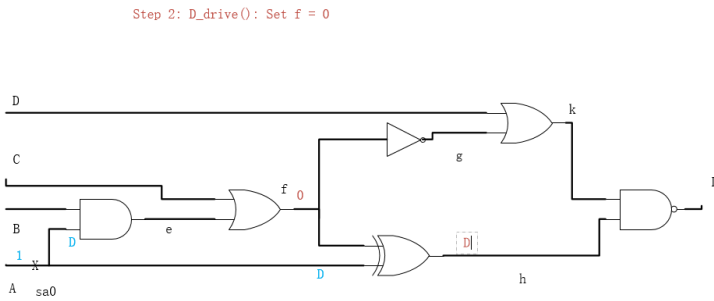 Step 2: D_drive(): Set f = 0
D
k
g
C
f
0
B
D
e
D
1
X
D
h
A
sa0